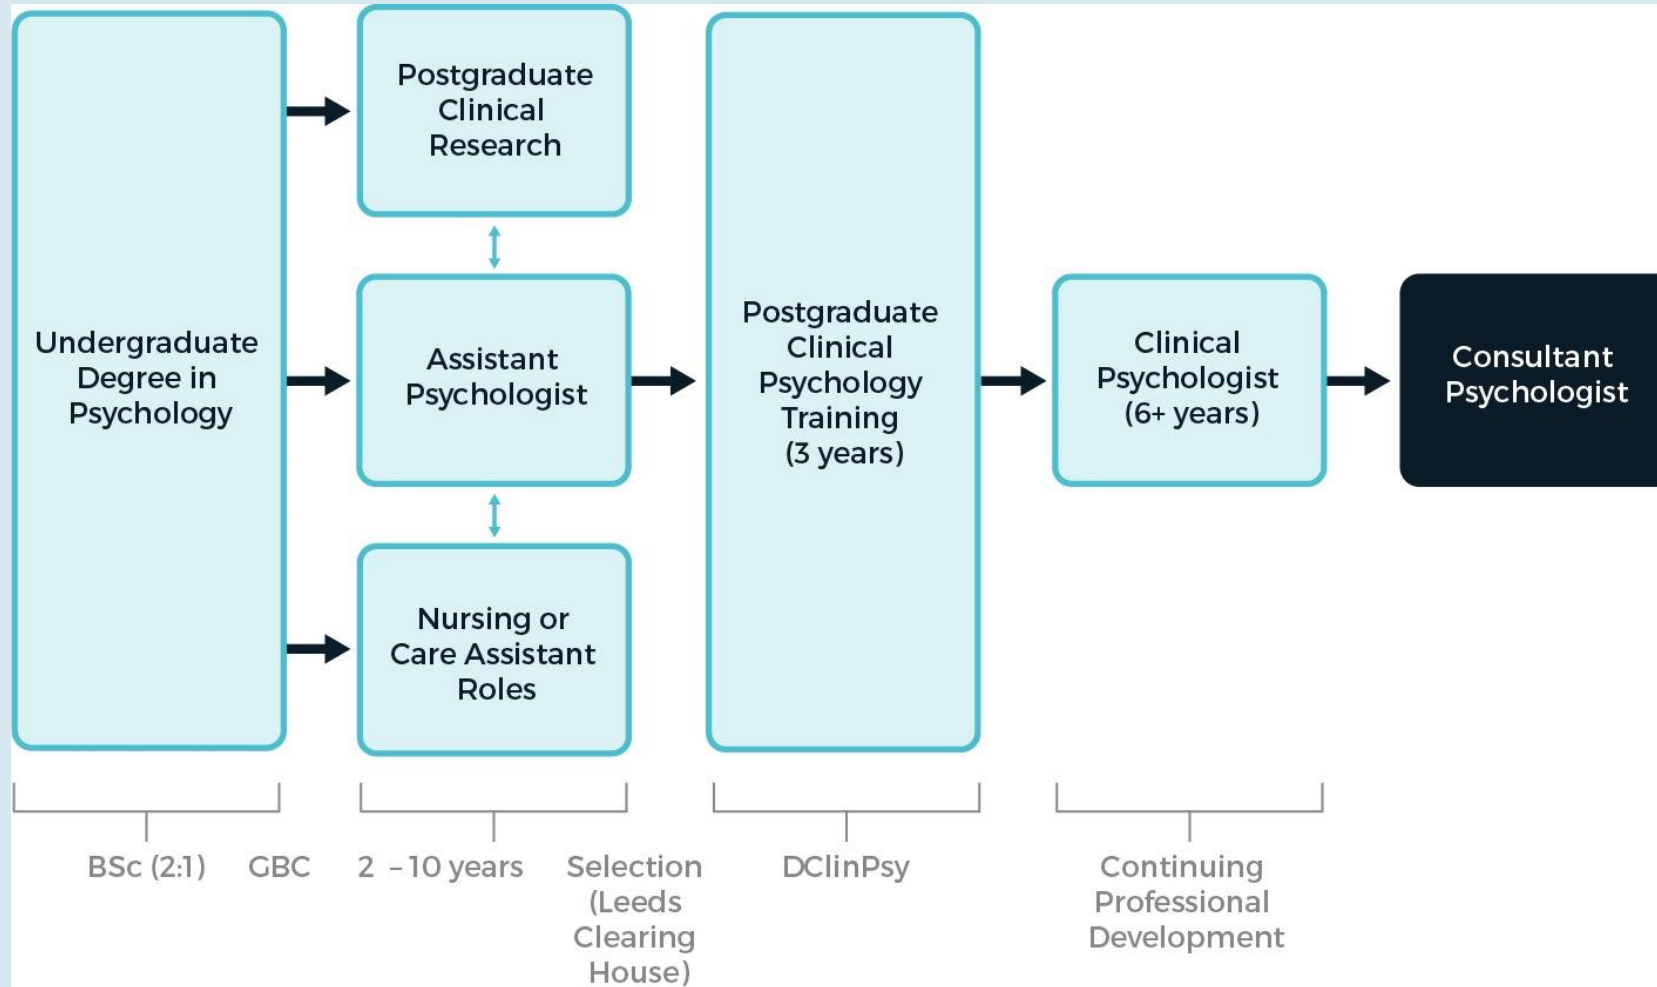 Undergraduate
Degree in
Psychology
Postgraduate
Clinical
Research
Assistant
Psychologist
Nursing or
Care Assistant
Roles
Postgraduate
Clinical
Psychology
Training
(3 years)
Clinical
Psychologist
(6+ years)
Consultant
Psychologist
BSc (2:1)
GBC
2 – 10 years
Selection
(Leeds
Clearing
House)
DClinPsy
Continuing
Professional
Development